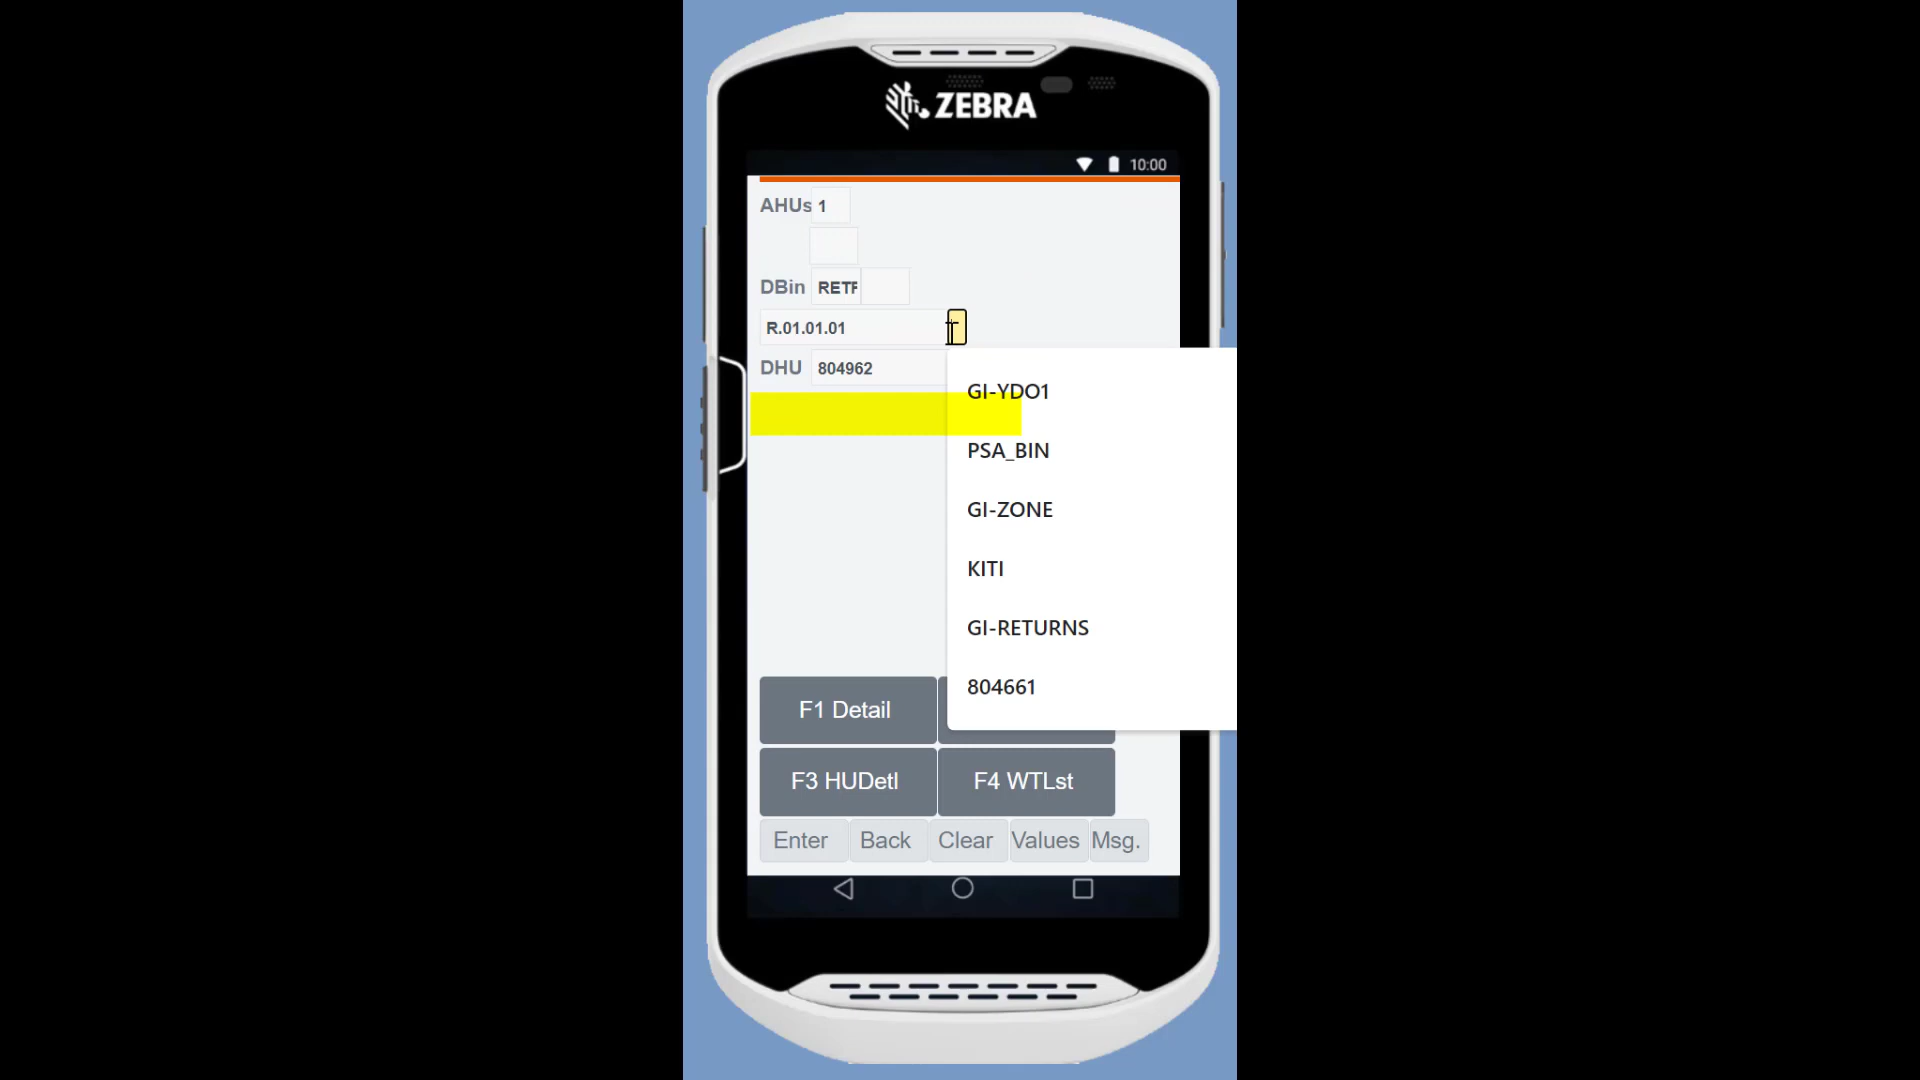 ZEBRA
10:00
AHUs 1
DBin RETF
R.01.01.01
DHU 804962
GI-YDO1
PSA_BIN
GI-ZONE
KITI
GI-RETURNS
804661
F1 Detail
F3 HUDetl F4 WTLst
Enter Back Clear Values Msg.